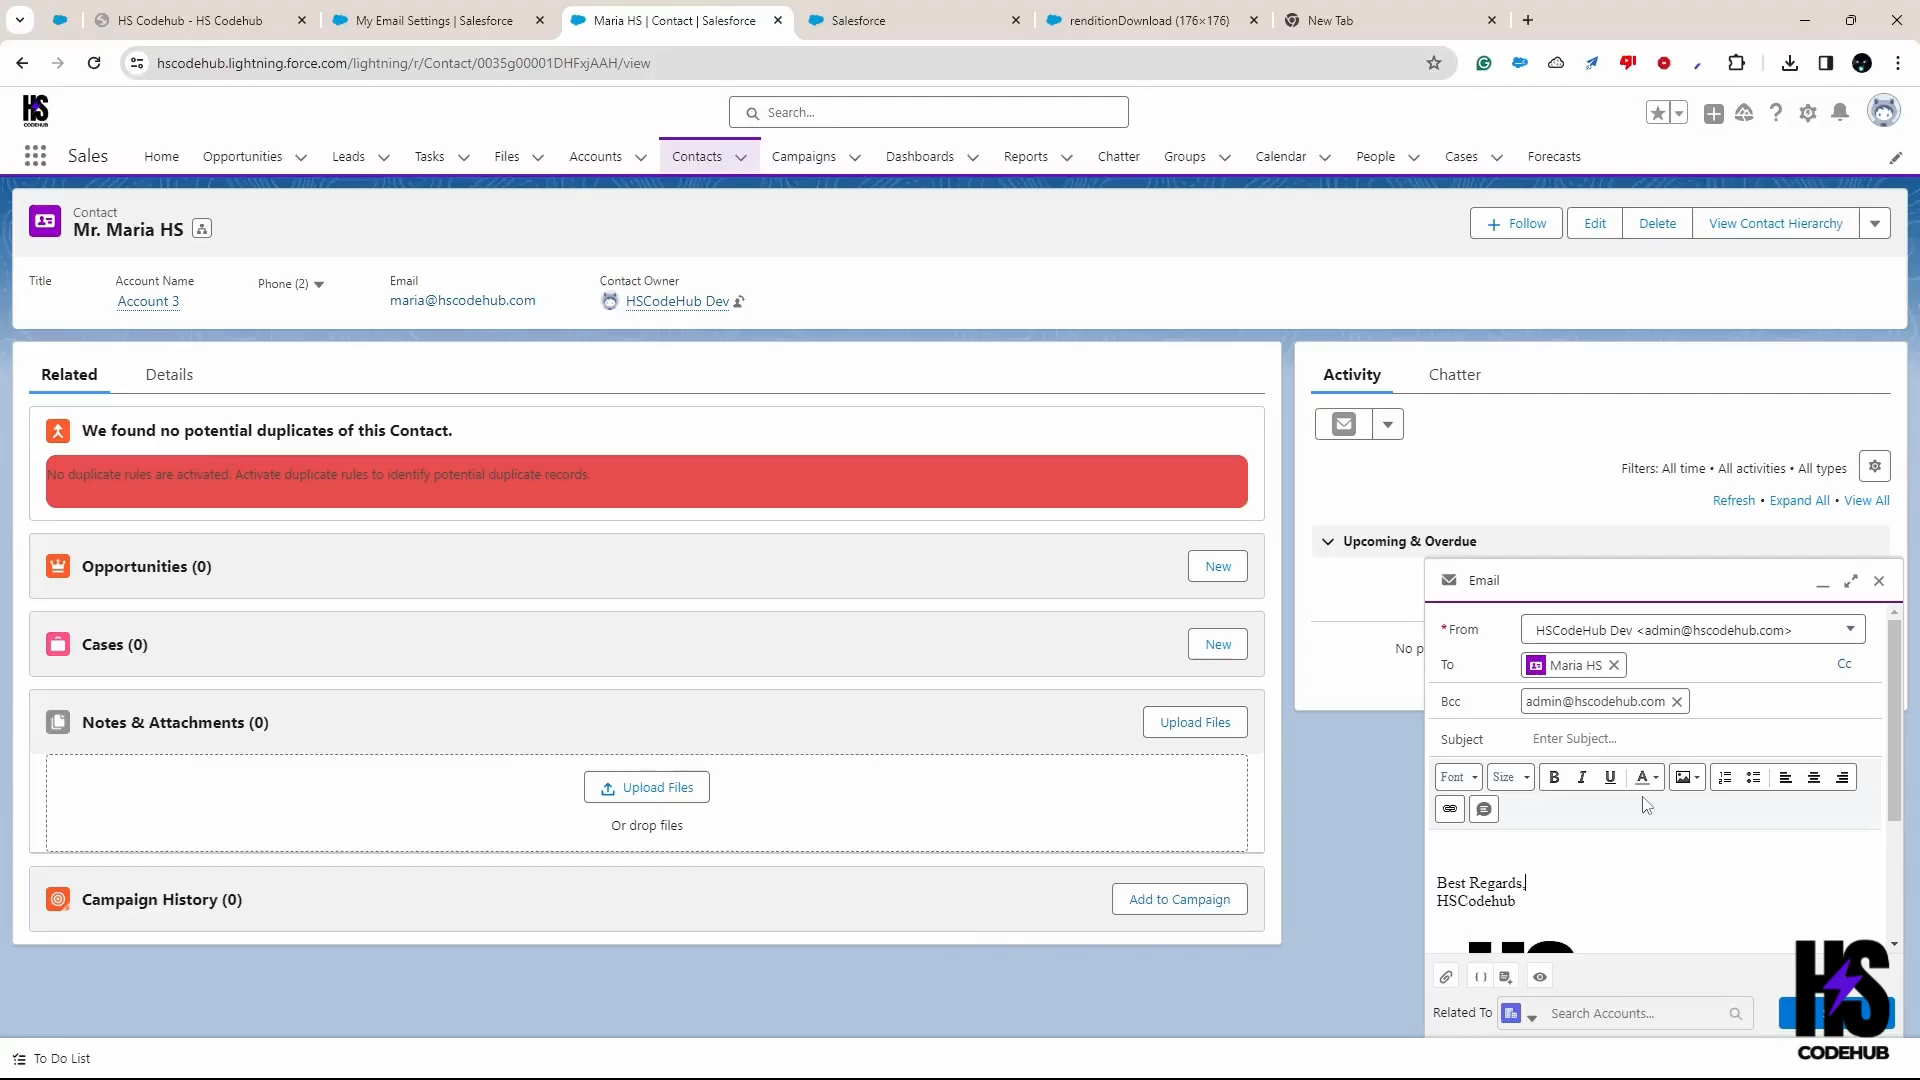 HS Codehub - HS Codehub
My Email Settings | Salesforce
Maria HS | Contact | Salesforce
Salesforce
renditionDownload (176×176)
New Tab
hscodehub.lightning.force.com/lightning/r/Contact/0035g00001DHFxjAAH/view
HS
CODEHUB
Search...
Sales
Home
Opportunities
Leads
Tasks
Files
Accounts
Contacts
Campaigns
Dashboards
Reports
Chatter
Groups
Calendar
People
Cases
Forecasts
Contact
Mr. Maria HS
Follow
Edit
Delete
View Contact Hierarchy
Title
Account Name
Phone (2)
Email
Contact Owner
Account 3
maria@hscodehub.com
HSCodeHub Dev
Related
Details
Activity
Chatter
We found no potential duplicates of this Contact.
No duplicate rules are activated. Activate duplicate rules to identify potential duplicate records.
Filters: All time • All activities • All types
Refresh • Expand All • View All
Upcoming & Overdue
Opportunities (0)
New
Cases (0)
New
No p
Notes & Attachments (0)
Upload Files
Upload Files
Or drop files
Campaign History (0)
Add to Campaign
Email
*From
HSCodeHub Dev <admin@hscodehub.com>
To
Maria HS
Cc
Bcc
admin@hscodehub.com
Subject
Enter Subject...
Font
Size
B
I
U
A
Best Regards,
HSCodehub
Related To
Search Accounts...
HS
CODEHUB
To Do List